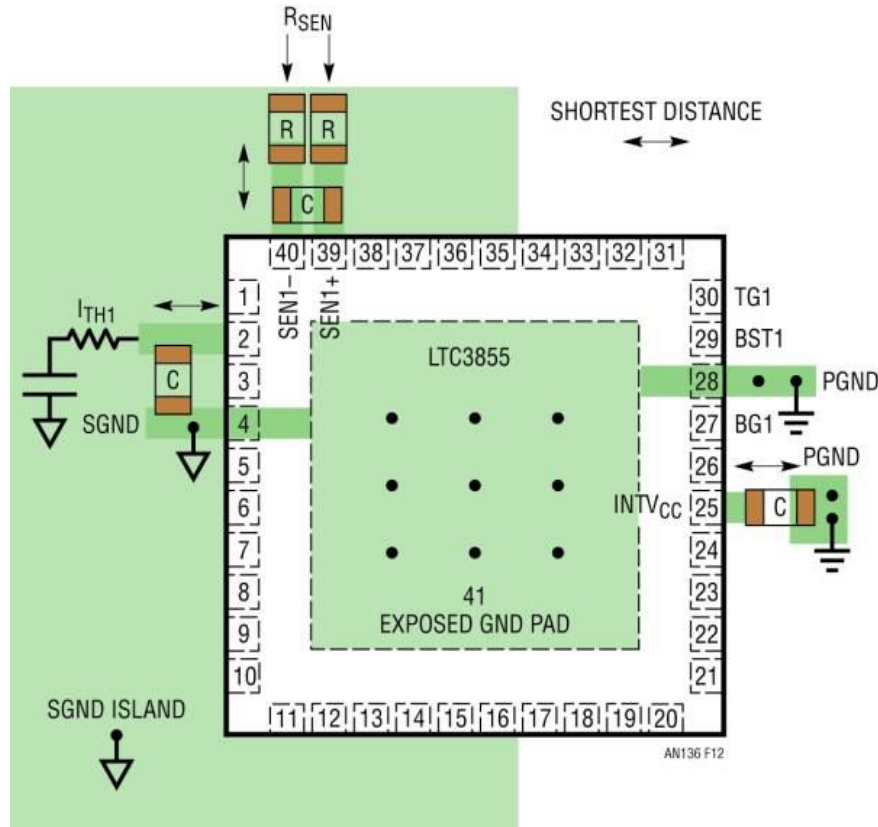 RSEN
R R
SHORTEST DISTANCE
C
40 39 38 37 36 35 34 33 32 31
SEN1– SEN1+
1
2
3
4
5
6
7
8
9
10
ITH1
C
SGND
LTC3855
41
EXPOSED GND PAD
30 TG1
29 BST1
28 PGND
27 BG1
26 PGND
INTVCC 25 C
24
23
22
21
11 12 13 14 15 16 17 18 19 20
SGND ISLAND
AN136 F12